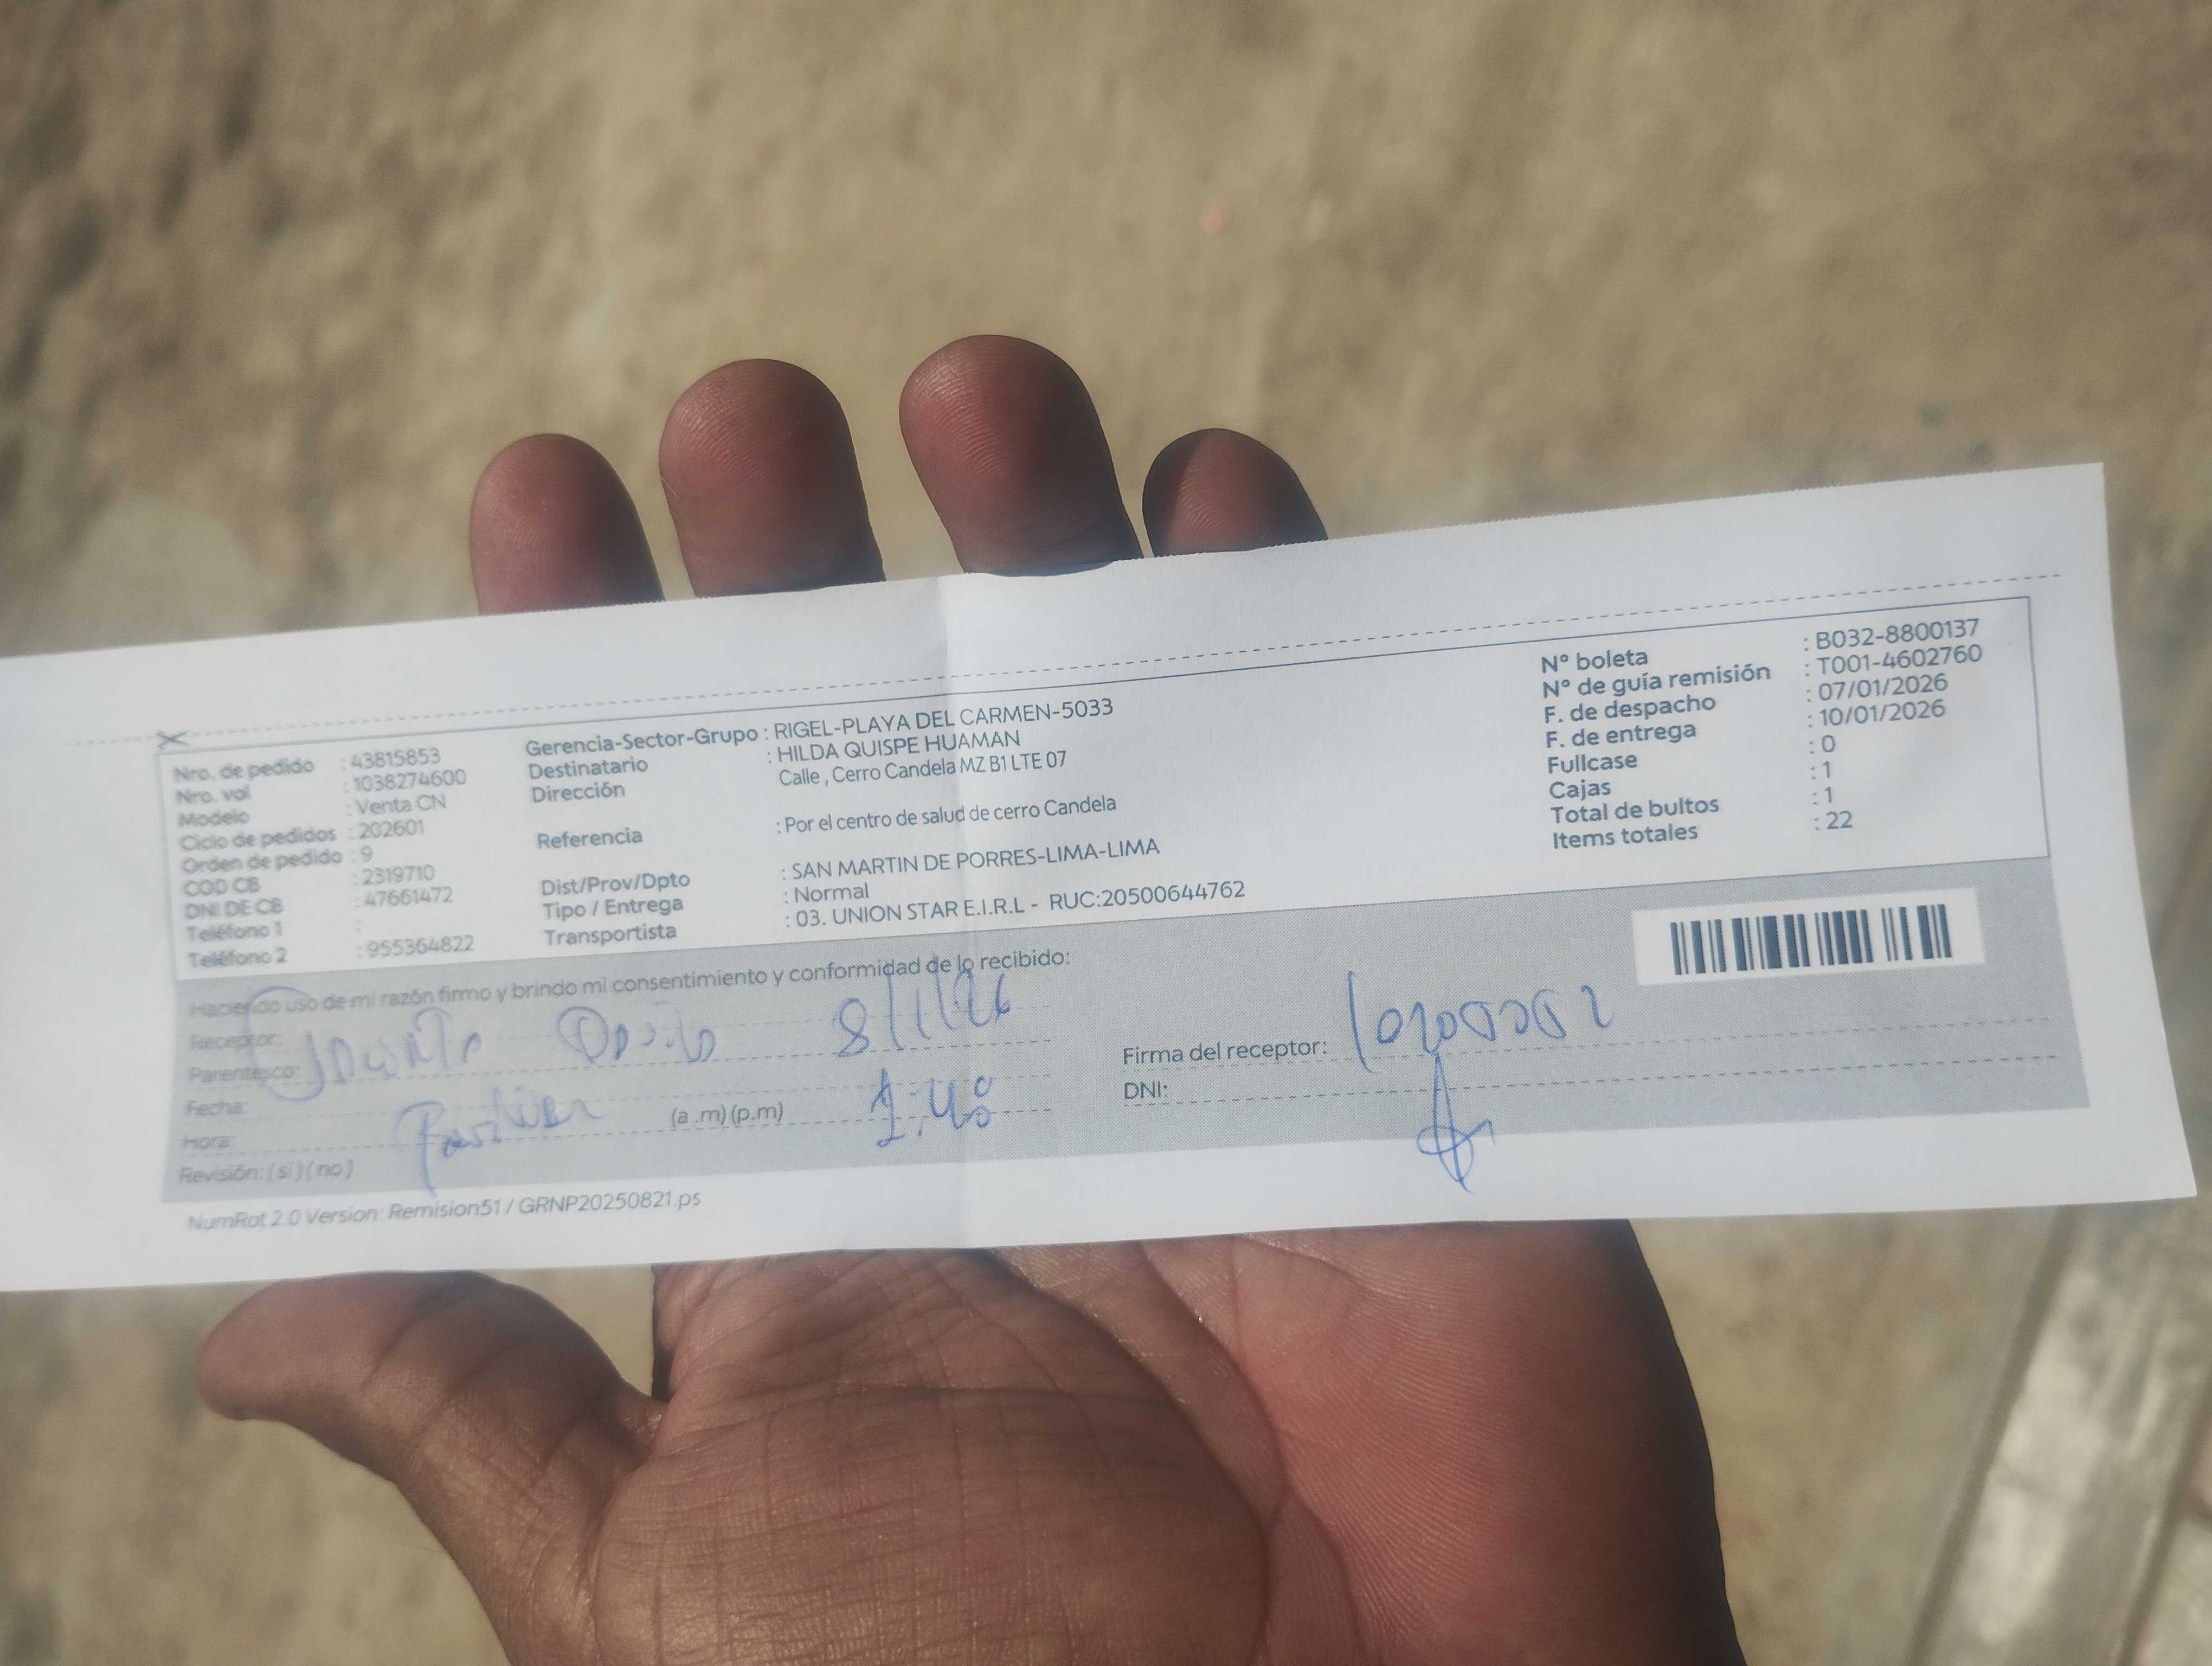 Nro. de pedido : 43815853
Nro. vol : 1038274600
Modelo : Venta CN
Ciclo de pedidos : 202601
Orden de pedido : 9
COD CB : 2319710
DNI DE CB : 47661472
Teléfono 1 :
Teléfono 2 : 955364822
Gerencia-Sector-Grupo : RIGEL-PLAYA DEL CARMEN-5033
Destinatario : HILDA QUISPE HUAMAN
Dirección Calle , Cerro Candela MZ B1 LTE 07
Referencia : Por el centro de salud de cerro Candela
Dist/Prov/Dpto : SAN MARTIN DE PORRES-LIMA-LIMA
Tipo / Entrega : Normal
Transportista : 03. UNION STAR E.I.R.L - RUC:20500644762
N° boleta : B032-8800137
N° de guía remisión : T001-4602760
F. de despacho : 07/01/2026
F. de entrega : 10/01/2026
Fullcase : 0
Cajas : 1
Total de bultos : 1
Items totales : 22
Haciendo uso de mi razón firmo y brindo mi consentimiento y conformidad de lo recibido:
Receptor: 8/1/26
Parentesco:
Fecha:
Hora: (a .m) (p.m) 1:40
Revisión: (si) (no)
Firma del receptor:
DNI:
NumRot 2.0 Version: Remision51 / GRNP20250821.ps